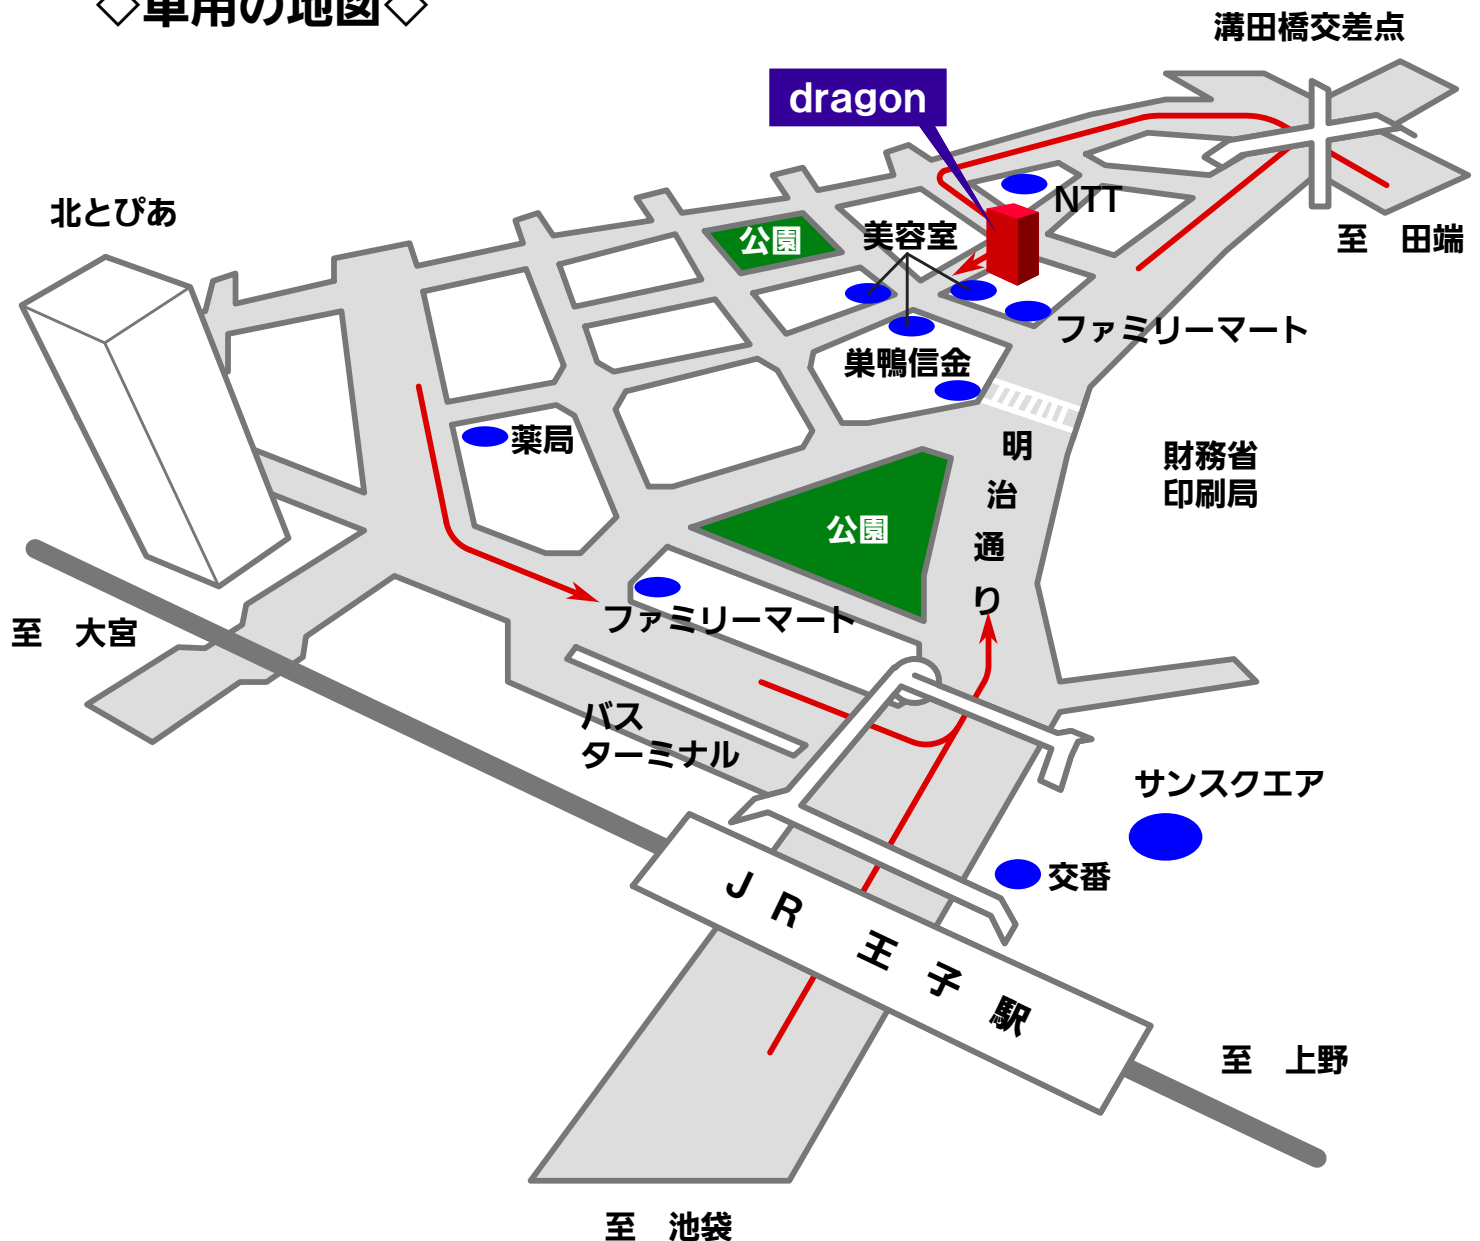 ◇車用の地図◇
溝田橋交差点
dragon
北とぴあ
NTT
公園
美容室
至　田端
ファミリーマート
巣鴨信金
薬局
明治通り
財務省
印刷局
公園
ファミリーマート
至　大宮
バス
ターミナル
サンスクエア
交番
JR　王子駅
至　上野
至　池袋